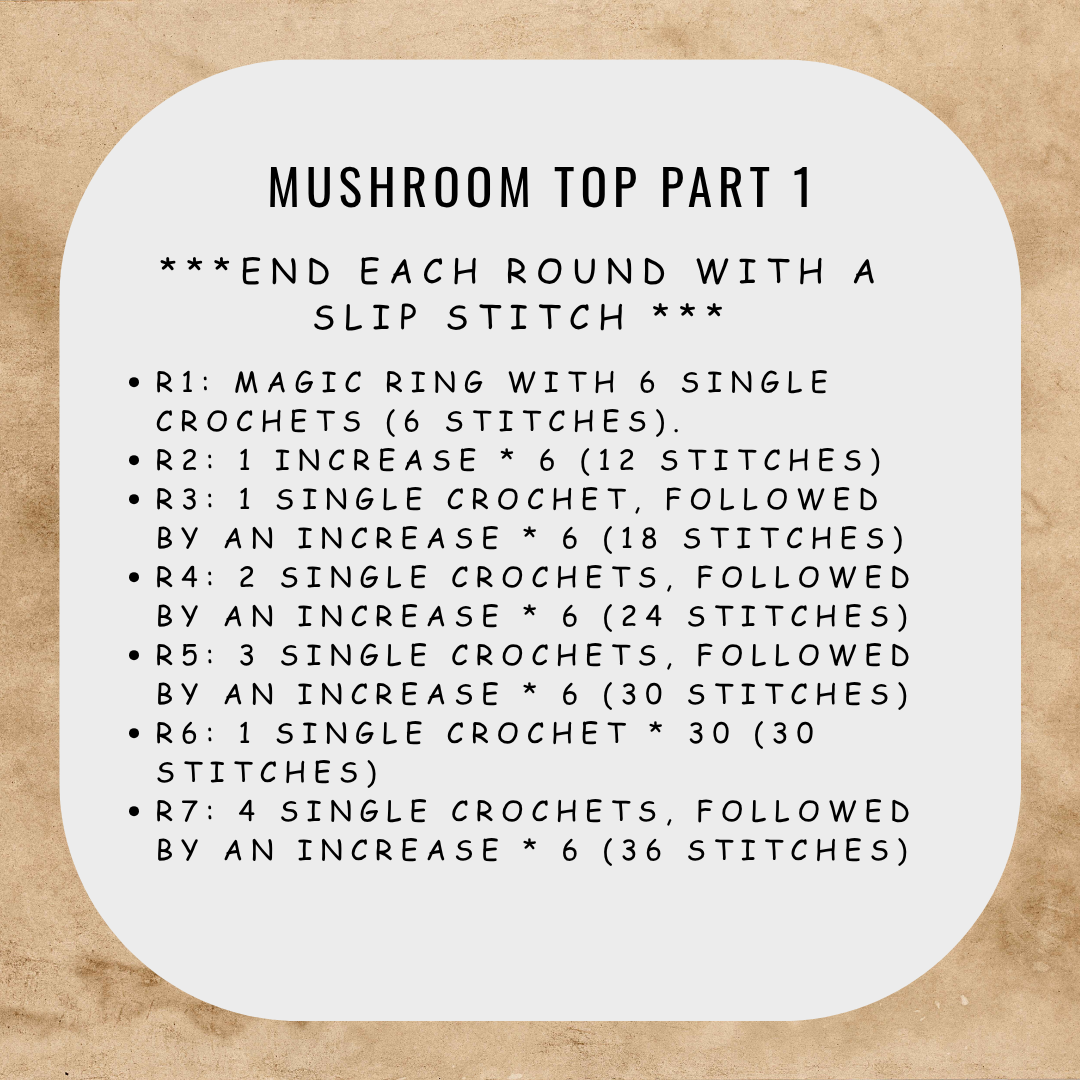 MUSHROOM TOP PART 1
***END EACH ROUND WITH A
SLIP STITCH ***
• R1: MAGIC RING WITH 6 SINGLE
CROCHETS (6 STITCHES).
• R2: 1 INCREASE * 6 (12 STITCHES)
• R3: 1 SINGLE CROCHET, FOLLOWED
BY AN INCREASE * 6 (18 STITCHES)
• R4: 2 SINGLE CROCHETS, FOLLOWED
BY AN INCREASE * 6 (24 STITCHES)
• R5: 3 SINGLE CROCHETS, FOLLOWED
BY AN INCREASE * 6 (30 STITCHES)
• R6: 1 SINGLE CROCHET * 30 (30
STITCHES)
• R7: 4 SINGLE CROCHETS, FOLLOWED
BY AN INCREASE * 6 (36 STITCHES)